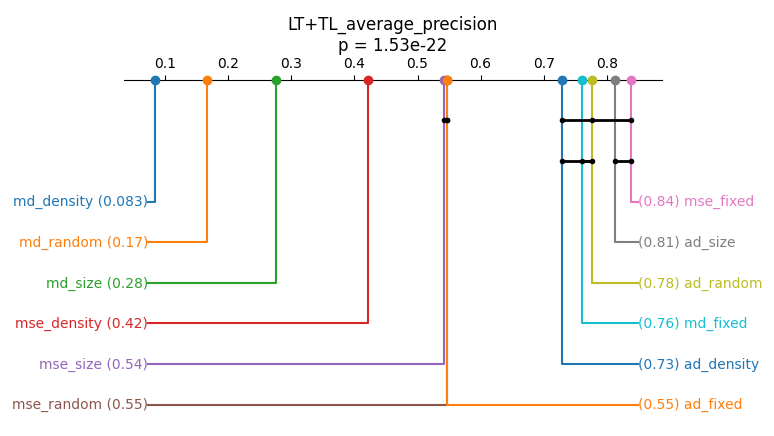 LT+TL_average_precision
p = 1.53e-22
0.1 0.2 0.3 0.4 0.5 0.6 0.7 0.8
md_density (0.083) (0.84) mse_fixed
md_random (0.17) (0.81) ad_size
md_size (0.28) (0.78) ad_random
mse_density (0.42) (0.76) md_fixed
mse_size (0.54) (0.73) ad_density
mse_random (0.55) (0.55) ad_fixed